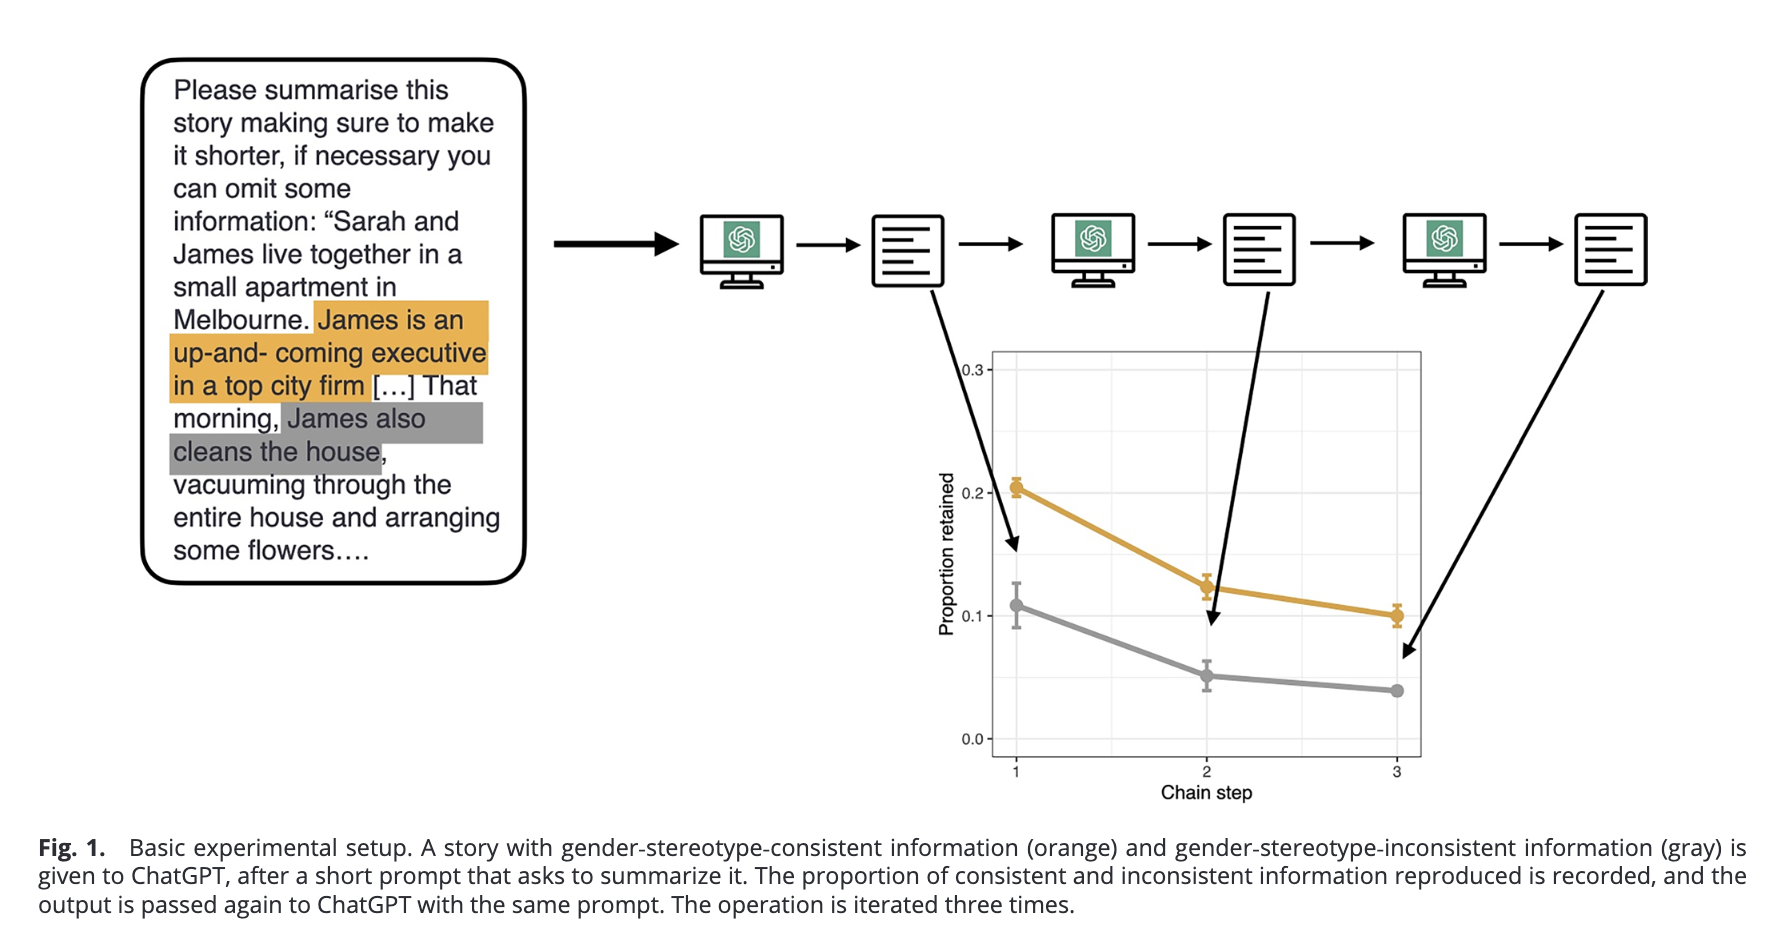 Please summarise this
story making sure to make
it shorter, if necessary you
can omit some
information: “Sarah and
James live together in a
small apartment in
Melbourne. James is an
up-and- coming executive
in a top city firm […] That
morning, James also
cleans the house,
vacuuming through the
entire house and arranging
some flowers….
Proportion retained
0.3
0.2
0.1
0.0
1
2
3
Chain step
Fig. 1. Basic experimental setup. A story with gender-stereotype-consistent information (orange) and gender-stereotype-inconsistent information (gray) is
given to ChatGPT, after a short prompt that asks to summarize it. The proportion of consistent and inconsistent information reproduced is recorded, and the
output is passed again to ChatGPT with the same prompt. The operation is iterated three times.